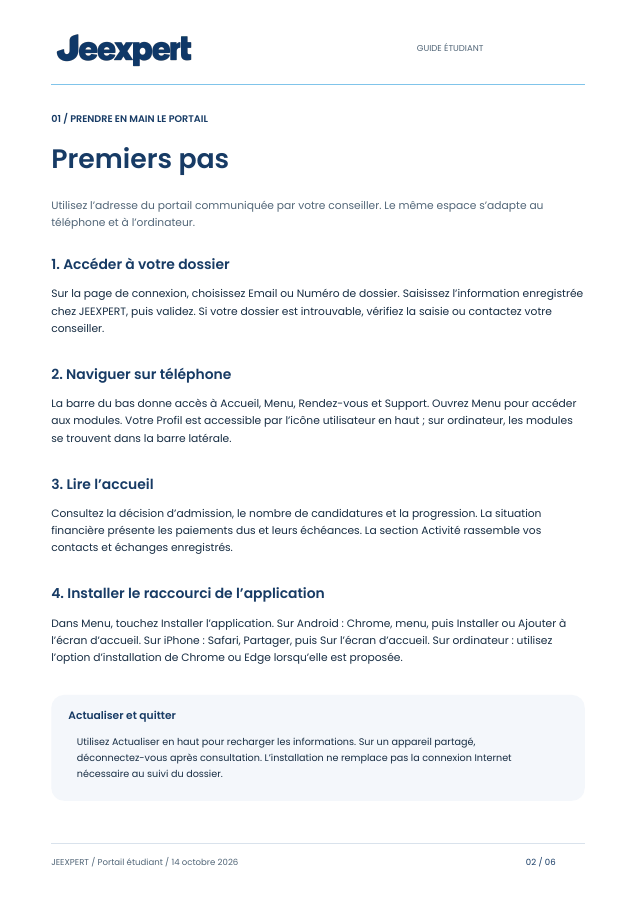 Jeexpert
GUIDE ÉTUDIANT
01 / PRENDRE EN MAIN LE PORTAIL
Premiers pas
Utilisez l’adresse du portail communiquée par votre conseiller. Le même espace s’adapte au
téléphone et à l’ordinateur.
1. Accéder à votre dossier
Sur la page de connexion, choisissez Email ou Numéro de dossier. Saisissez l’information enregistrée
chez JEEXPERT, puis validez. Si votre dossier est introuvable, vérifiez la saisie ou contactez votre
conseiller.
2. Naviguer sur téléphone
La barre du bas donne accès à Accueil, Menu, Rendez-vous et Support. Ouvrez Menu pour accéder
aux modules. Votre Profil est accessible par l’icône utilisateur en haut ; sur ordinateur, les modules
se trouvent dans la barre latérale.
3. Lire l’accueil
Consultez la décision d’admission, le nombre de candidatures et la progression. La situation
financière présente les paiements dus et leurs échéances. La section Activité rassemble vos
contacts et échanges enregistrés.
4. Installer le raccourci de l’application
Dans Menu, touchez Installer l’application. Sur Android : Chrome, menu, puis Installer ou Ajouter à
l’écran d’accueil. Sur iPhone : Safari, Partager, puis Sur l’écran d’accueil. Sur ordinateur : utilisez
l’option d’installation de Chrome ou Edge lorsqu’elle est proposée.
Actualiser et quitter
Utilisez Actualiser en haut pour recharger les informations. Sur un appareil partagé,
déconnectez-vous après consultation. L’installation ne remplace pas la connexion Internet
nécessaire au suivi du dossier.
JEEXPERT / Portail étudiant / 14 octobre 2026
02 / 06